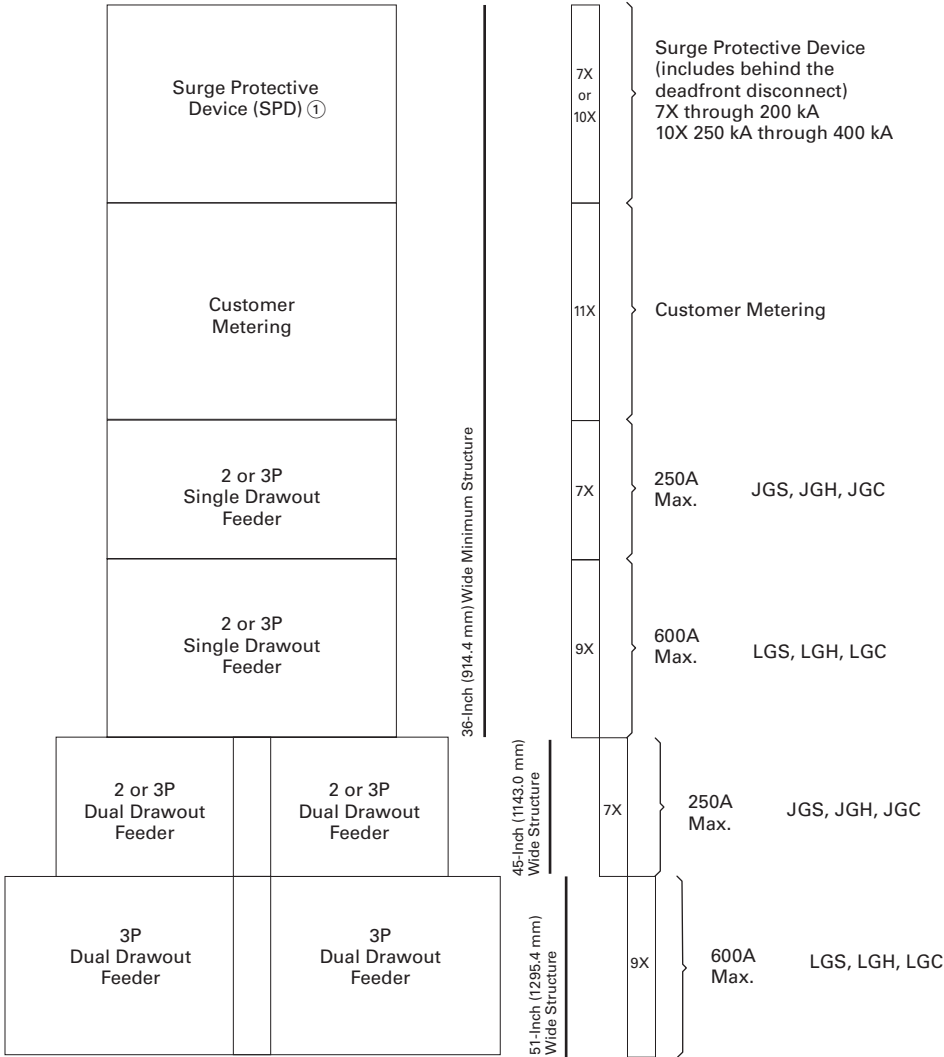 Surge Protective
Device (SPD) ①
7X
or
10X
Surge Protective Device
(includes behind the
deadfront disconnect)
7X through 200 kA
10X 250 kA through 400 kA
Customer
Metering
11X
Customer Metering
36-Inch (914.4 mm) Wide Minimum Structure
2 or 3P
Single Drawout
Feeder
7X
250A
Max.
JGS, JGH, JGC
2 or 3P
Single Drawout
Feeder
9X
600A
Max.
LGS, LGH, LGC
2 or 3P
Dual Drawout
Feeder
2 or 3P
Dual Drawout
Feeder
45-Inch (1143.0 mm)
Wide Structure
7X
250A
Max.
JGS, JGH, JGC
3P
Dual Drawout
Feeder
3P
Dual Drawout
Feeder
51-Inch (1295.4 mm)
Wide Structure
9X
600A
Max.
LGS, LGH, LGC